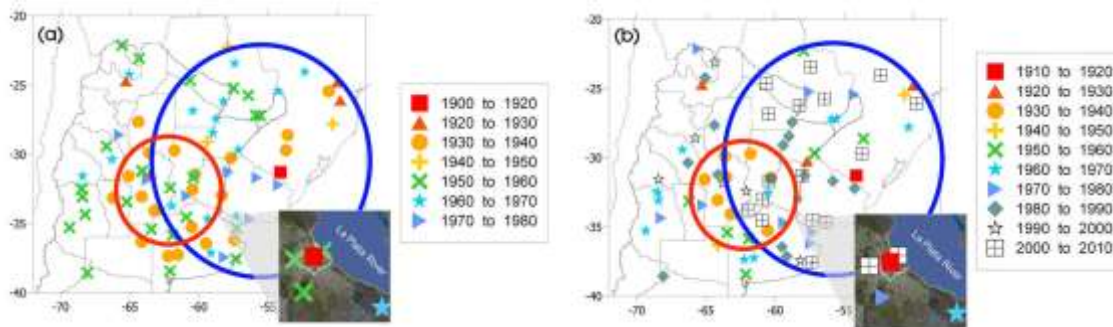 (a)
-20
-25
-30
-35
-40
-70
-65
-60
-55
La Plata River
1900 to 1920
1920 to 1930
1930 to 1940
1940 to 1950
1950 to 1960
1960 to 1970
1970 to 1980
(b)
-20
-25
-30
-35
-40
-70
-65
-60
-55
La Plata River
1910 to 1920
1920 to 1930
1930 to 1940
1940 to 1950
1950 to 1960
1960 to 1970
1970 to 1980
1980 to 1990
1990 to 2000
2000 to 2010